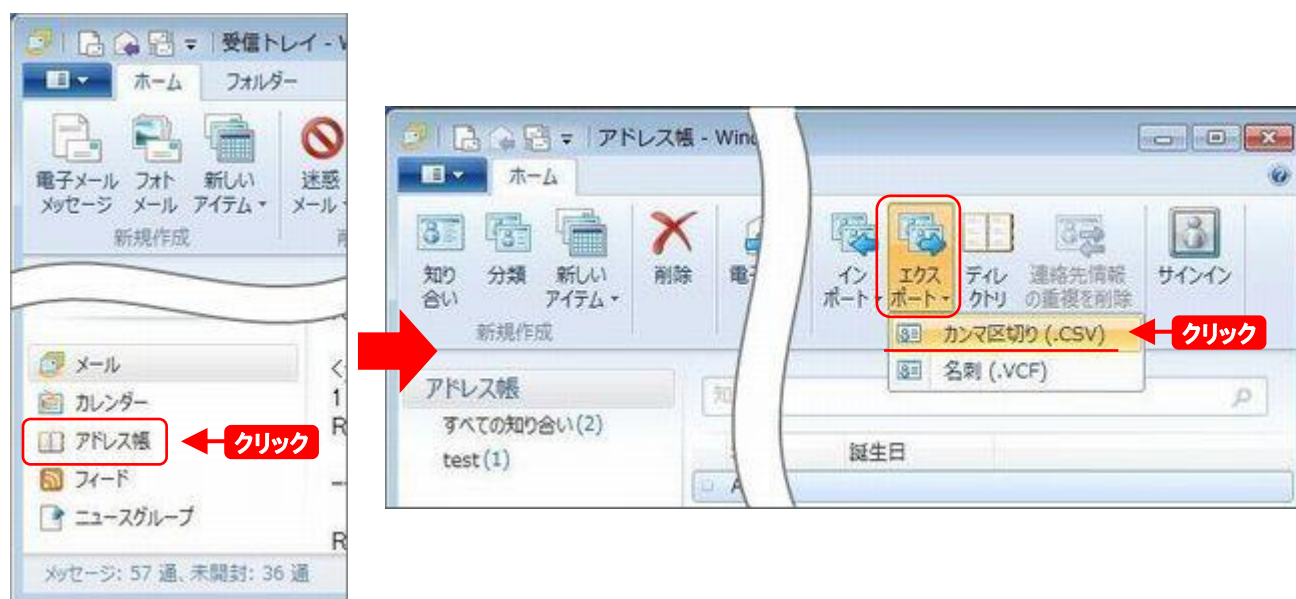 受信トレイ -
ホーム フォルダー
電子メール メッセージ
フォト メール
新しい アイテム
迷惑 メール
新規作成
メール
カレンダー
アドレス帳
クリック
フィード
ニュースグループ
メッセージ: 57 通、未開封: 36 通
アドレス帳 - Wind
ホーム
知り 合い
分類
新しい アイテム
削除
電子
イン ポート
エクス ポート
ディレ クトリ
連絡先情報 の重複を削除
サインイン
新規作成
カンマ区切り (.CSV)
クリック
名刺 (.VCF)
アドレス帳
すべての知り合い(2)
test(1)
知
誕生日
A